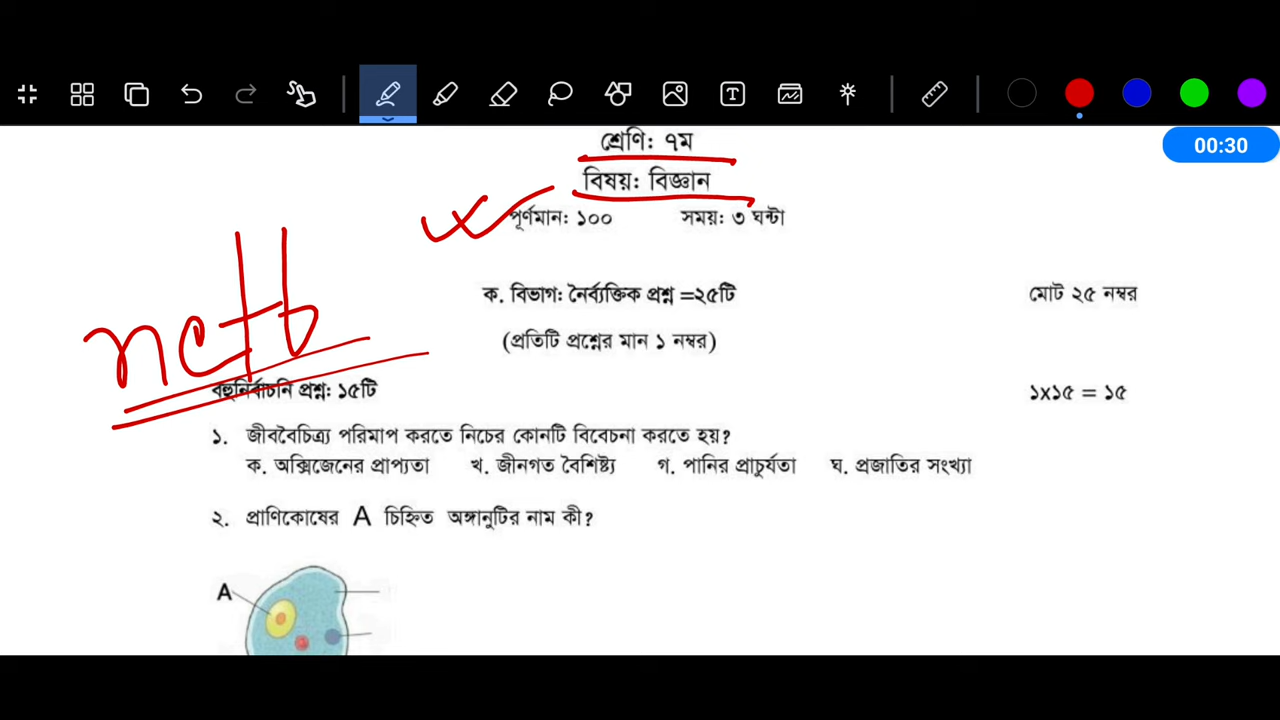 00:30
শ্রেণি: ৭ম
বিষয়: বিজ্ঞান
পূর্ণমান: ১০০ সময়: ৩ ঘন্টা
ক. বিভাগ: নৈর্ব্যক্তিক প্রশ্ন =২৫টি মোট ২৫ নম্বর
(প্রতিটি প্রশ্নের মান ১ নম্বর)
nctb
বহুনির্বাচনি প্রশ্ন: ১৫টি ১x১৫ = ১৫
১. জীববৈচিত্র্য পরিমাপ করতে নিচের কোনটি বিবেচনা করতে হয়?
ক. অক্সিজেনের প্রাপ্যতা খ. জীনগত বৈশিষ্ট্য গ. পানির প্রাচুর্যতা ঘ. প্রজাতির সংখ্যা
২. প্রাণিকোষের A চিহ্নিত অঙ্গানুটির নাম কী?
A